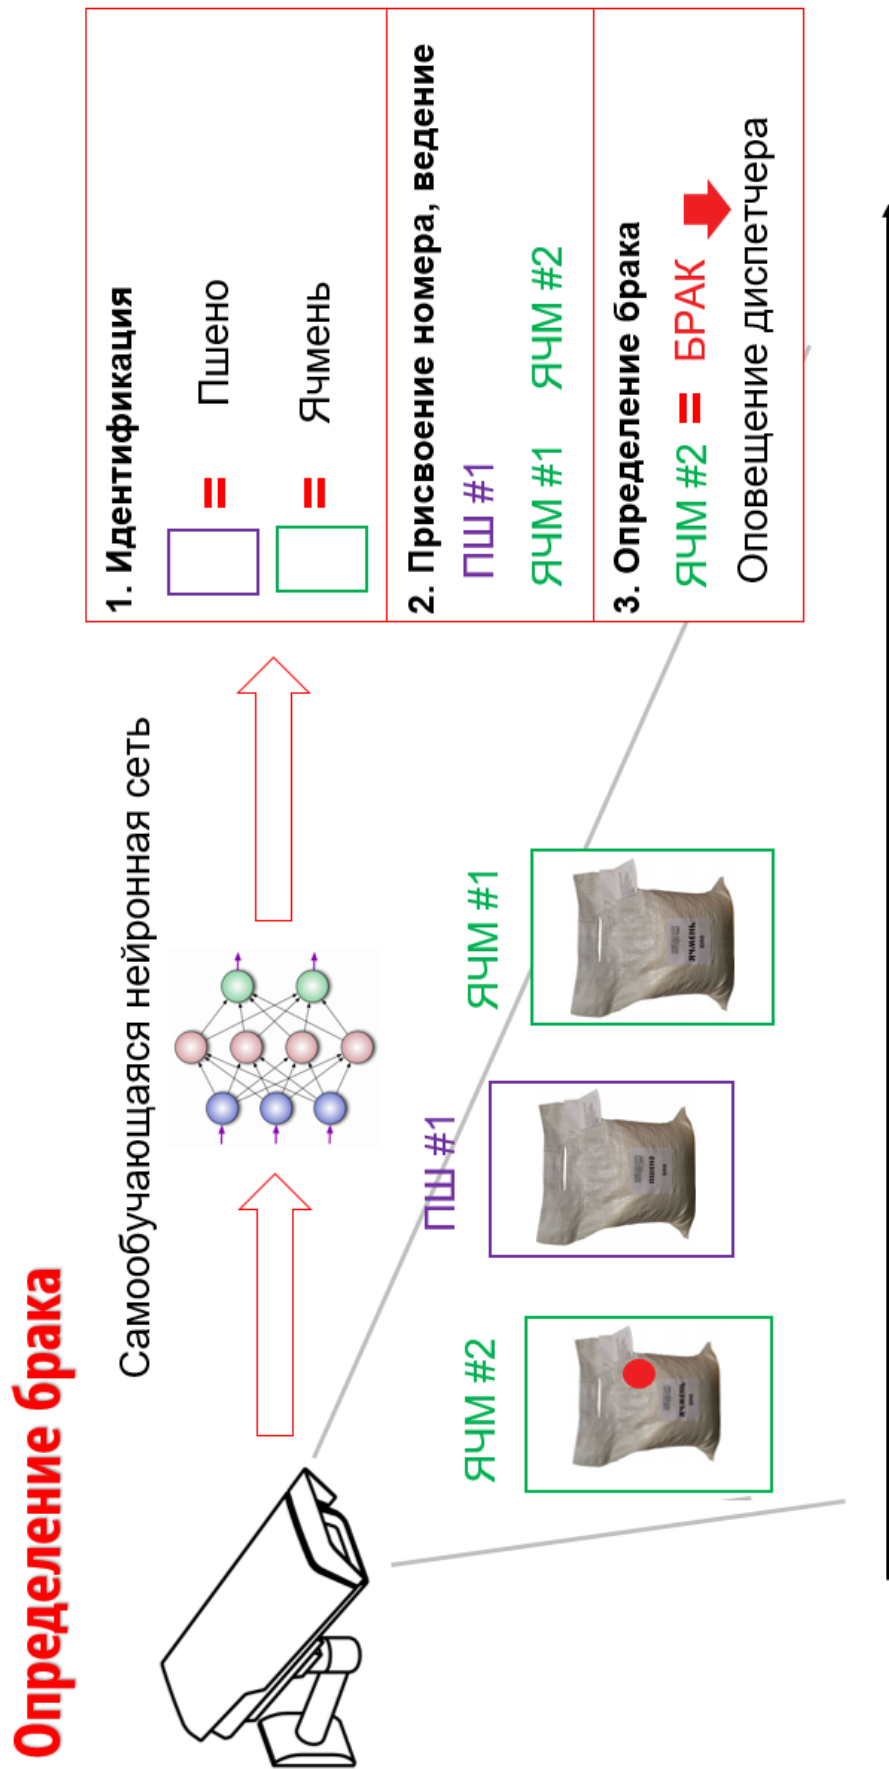 Определение брака
Самообучающаяся нейронная сеть
1. Идентификация
= Пшено
= Ячмень
2. Присвоение номера, ведение
ПШ #1
ЯЧМ #1 ЯЧМ #2
3. Определение брака
ЯЧМ #2 = БРАК
Оповещение диспетчера
ЯЧМ #2
ПШ #1
ЯЧМ #1
ячмень